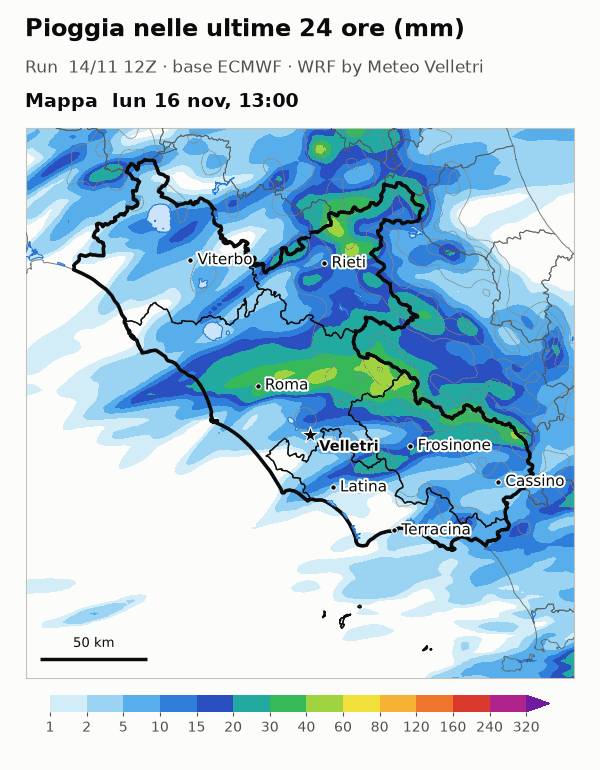 Pioggia nelle ultime 24 ore (mm)
Run 14/11 12Z · base ECMWF · WRF by Meteo Velletri
Mappa lun 16 nov, 13:00
Viterbo
Rieti
Roma
Velletri
Frosinone
Latina
Cassino
Terracina
50 km
1 2 5 10 15 20 30 40 60 80 120 160 240 320